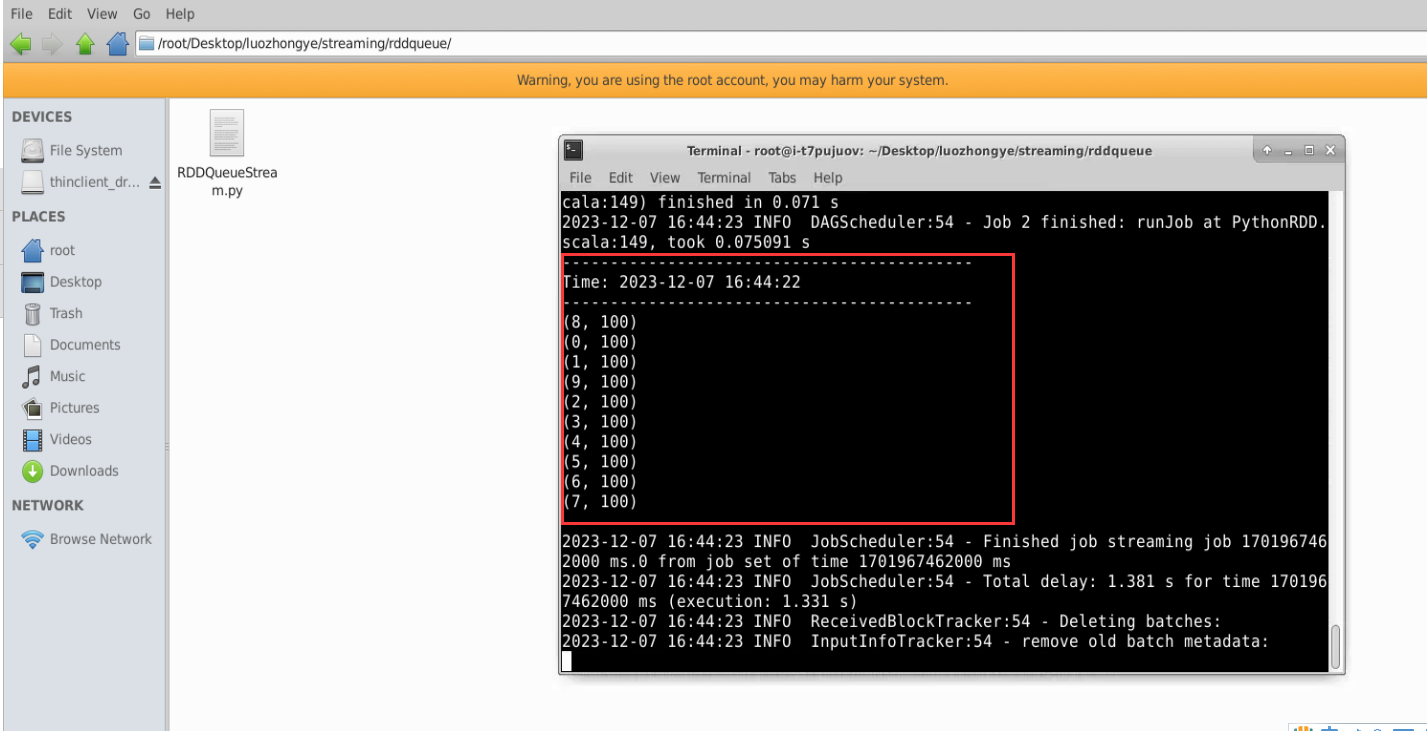 File Edit View Go Help
/root/Desktop/luozhongye/streaming/rddqueue/
Warning, you are using the root account, you may harm your system.
DEVICES
File System
thinclient_dr...
PLACES
root
Desktop
Trash
Documents
Music
Pictures
Videos
Downloads
NETWORK
Browse Network
RDDQueueStrea
m.py
Terminal - root@i-t7pujuov: ~/Desktop/luozhongye/streaming/rddqueue
File Edit View Terminal Tabs Help
cala:149) finished in 0.071 s
2023-12-07 16:44:23 INFO  DAGScheduler:54 - Job 2 finished: runJob at PythonRDD.
scala:149, took 0.075091 s
-------------------------------------------
Time: 2023-12-07 16:44:22
-------------------------------------------
(8, 100)
(0, 100)
(1, 100)
(9, 100)
(2, 100)
(3, 100)
(4, 100)
(5, 100)
(6, 100)
(7, 100)
2023-12-07 16:44:23 INFO  JobScheduler:54 - Finished job streaming job 170196746
2000 ms.0 from job set of time 1701967462000 ms
2023-12-07 16:44:23 INFO  JobScheduler:54 - Total delay: 1.381 s for time 170196
7462000 ms (execution: 1.331 s)
2023-12-07 16:44:23 INFO  ReceivedBlockTracker:54 - Deleting batches:
2023-12-07 16:44:23 INFO  InputInfoTracker:54 - remove old batch metadata: